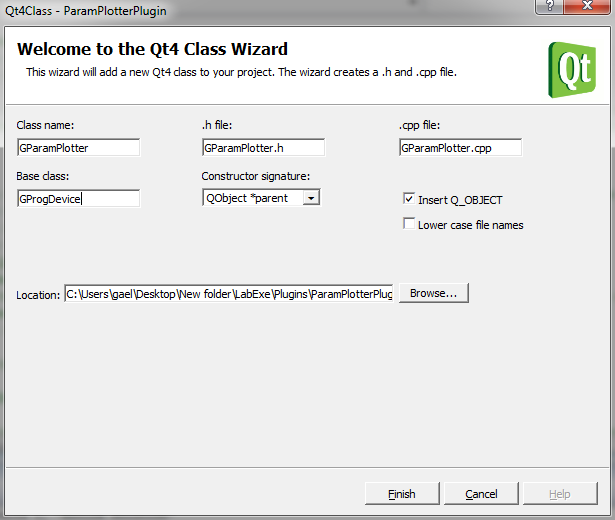 Qt4Class - ParamPlotterPlugin
Welcome to the Qt4 Class Wizard
This wizard will add a new Qt4 class to your project. The wizard creates a .h and .cpp file.
Qt
Class name: .h file: .cpp file:
GParamPlotter GParamPlotter.h GParamPlotter.cpp
Base class: Constructor signature:
GProgDevice QObject *parent Insert Q_OBJECT
Lower case file names
Location: C:\Users\gael\Desktop\New folder\LabExe\Plugins\ParamPlotterPlug Browse...
Finish Cancel Help